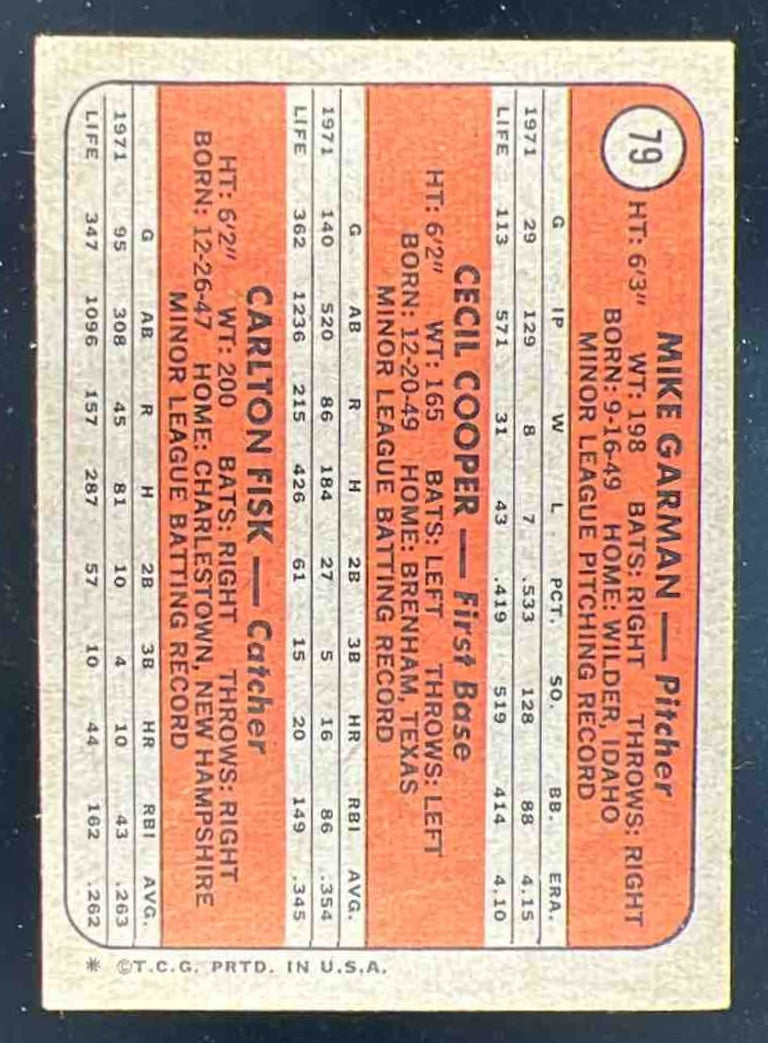 79
MIKE GARMAN — Pitcher
HT: 6'3" WT: 198 BATS: RIGHT THROWS: RIGHT
BORN: 9-16-49 HOME: WILDER, IDAHO
MINOR LEAGUE PITCHING RECORD
G IP W L PCT. SO. BB. ERA.
1971 29 129 8 7 .533 128 88 4.15
LIFE 113 571 31 43 .419 519 414 4.10
CECIL COOPER — First Base
HT: 6'2" WT: 165 BATS: LEFT THROWS: LEFT
BORN: 12-20-49 HOME: BRENHAM, TEXAS
MINOR LEAGUE BATTING RECORD
G AB R H 2B 3B HR RBI AVG.
1971 140 520 86 184 27 5 16 86 .354
LIFE 362 1236 215 426 61 15 20 149 .345
CARLTON FISK — Catcher
HT: 6'2" WT: 200 BATS: RIGHT THROWS: RIGHT
BORN: 12-26-47 HOME: CHARLESTOWN, NEW HAMPSHIRE
MINOR LEAGUE BATTING RECORD
G AB R H 2B 3B HR RBI AVG.
1971 95 308 45 81 10 4 10 43 .263
LIFE 347 1096 157 287 57 10 44 162 .262
* ©T.C.G. PRTD. IN U.S.A.